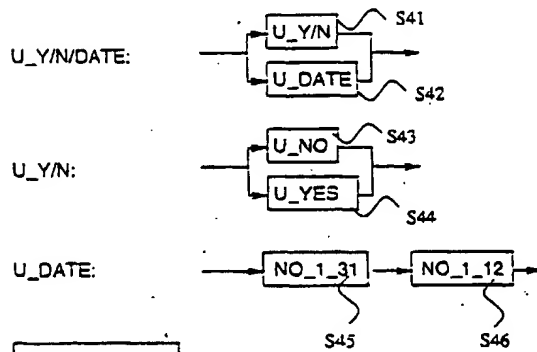 U_Y/N S41
U_Y/N/DATE:
U_DATE S42
U_NO S43
U_Y/N:
U_YES S44
U_DATE: NO_1_31 NO_1_12
S45 S46